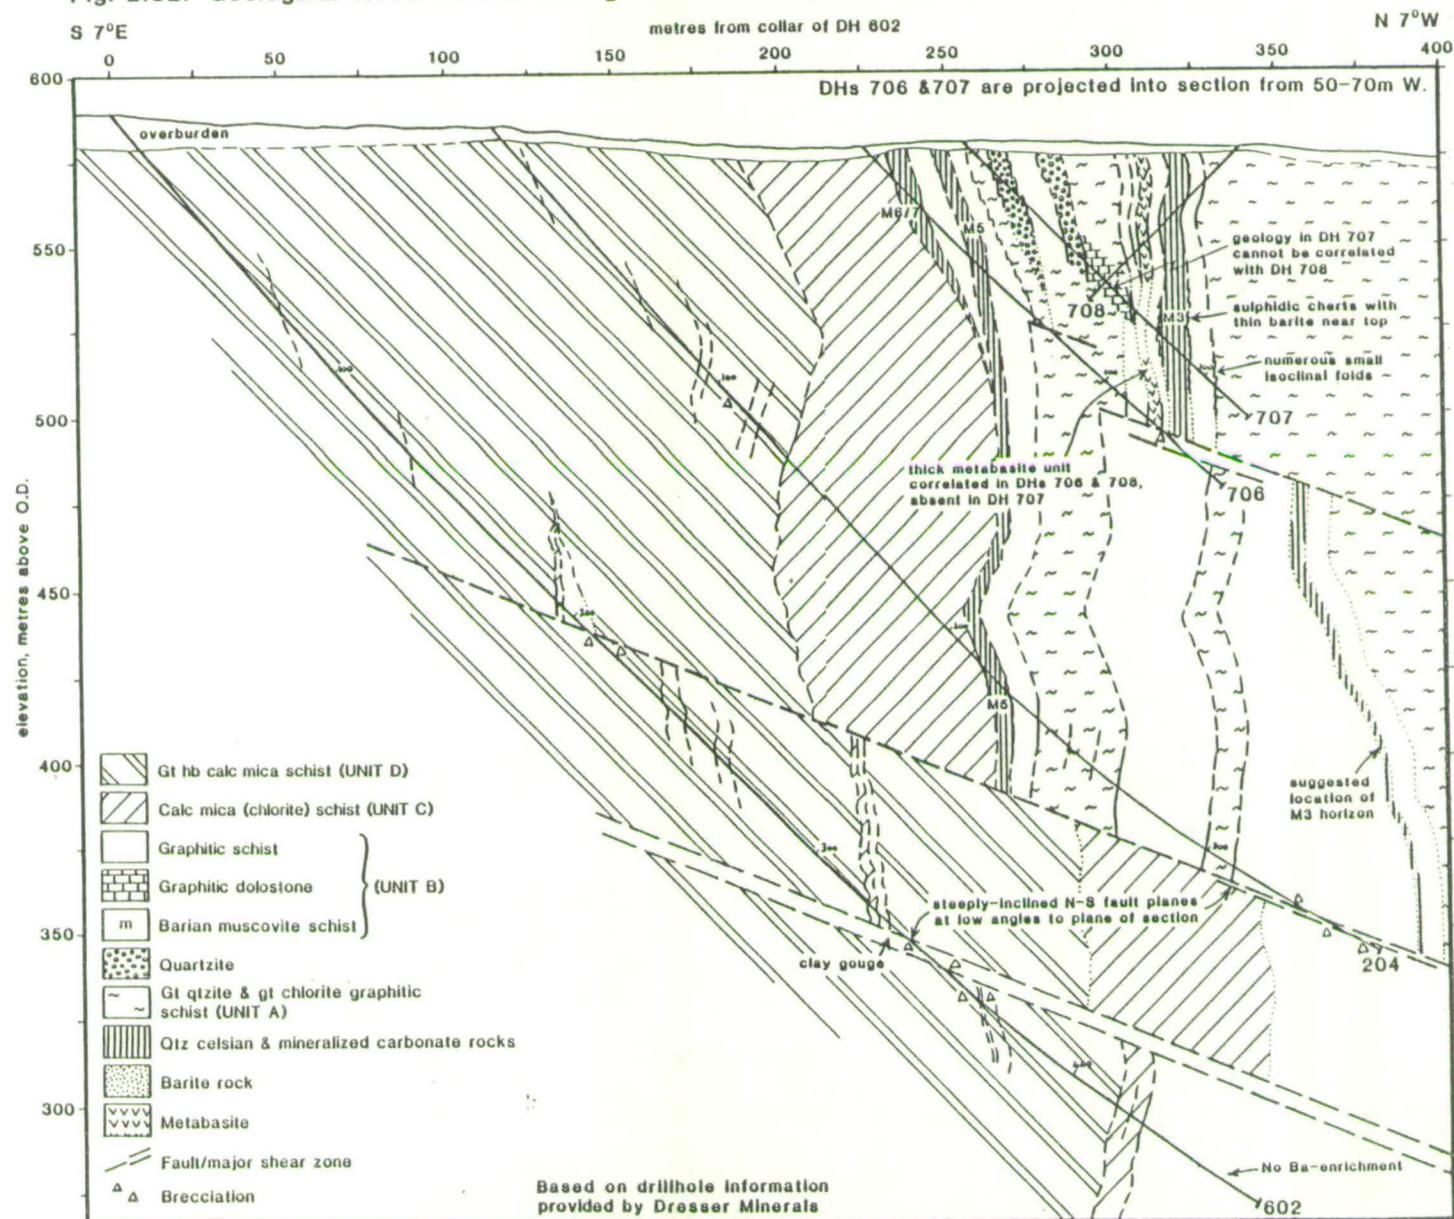 S 7°E
metres from collar of DH 602
N 7°W
0 50 100 150 200 250 300 350 400
600
DHs 706 &707 are projected into section from 50-70m W.
overburden
M6/7
M5
geology in DH 707
cannot be correlated
with DH 708
550
708
sulphidic cherts with
thin barite near top
M3
numerous small
isoclinal folds
100
100
707
500
thick metabasite unit
correlated in DHs 706 & 708,
absent in DH 707
706
elevation, metres above O.D.
450
200
M5
400
suggested
location of
M3 horizon
Gt hb calc mica schist (UNIT D)
Calc mica (chlorite) schist (UNIT C)
Graphitic schist
Graphitic dolostone
(UNIT B)
m Barian muscovite schist
Quartzite
Gt qtzite & gt chlorite graphitic
schist (UNIT A)
Qtz celsian & mineralized carbonate rocks
Barite rock
Metabasite
Fault/major shear zone
Brecciation
300
350
steeply-inclined N-S fault planes
at low angles to plane of section
clay gouge
204
300
400
No Ba-enrichment
602
Based on drillhole information
provided by Dresser Minerals